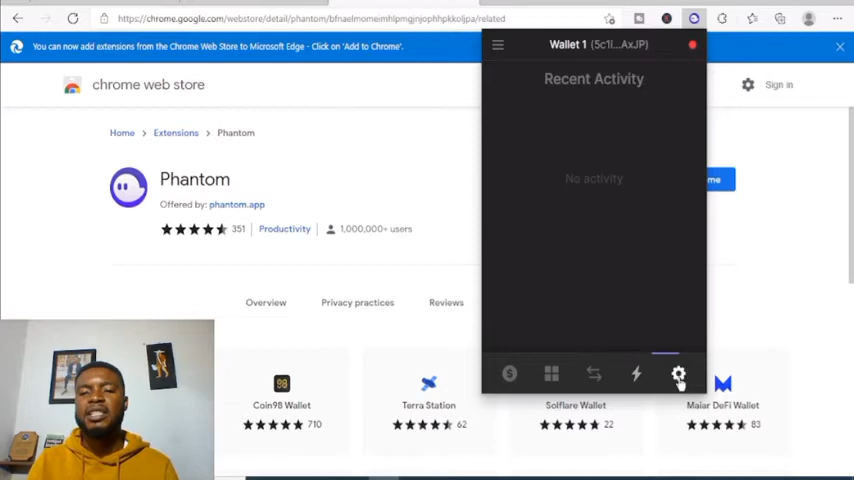 https://chrome.google.com/webstore/detail/phantom/bfnaelmomeimhlpmgnjophhpkkoljpa/related
You can now add extensions from the Chrome Web Store to Microsoft Edge - Click on 'Add to Chrome'.
Wallet 1 (5c1l...AxJP)
chrome web store
Sign in
Recent Activity
Home
Extensions
Phantom
No activity
Phantom
me
Offered by: phantom.app
351
Productivity
1,000,000+ users
Overview
Privacy practices
Reviews
Coin98 Wallet
Terra Station
Solflare Wallet
Maiar DeFi Wallet
710
62
22
83